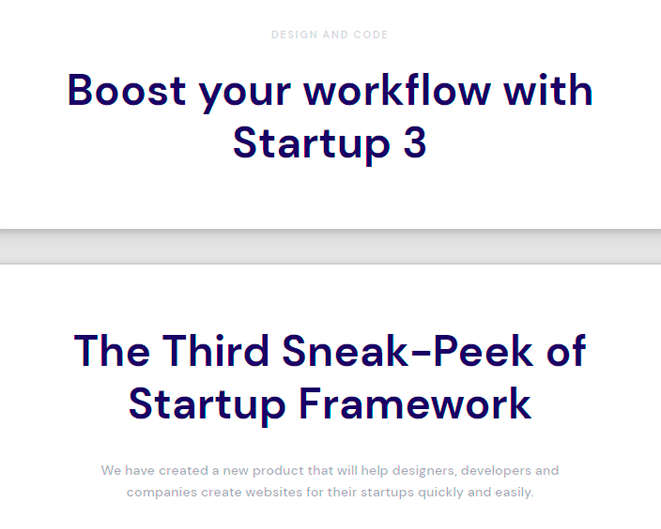 DESIGN AND CODE
Boost your workflow with
Startup 3
The Third Sneak-Peek of
Startup Framework
We have created a new product that will help designers, developers and
companies create websites for their startups quickly and easily.